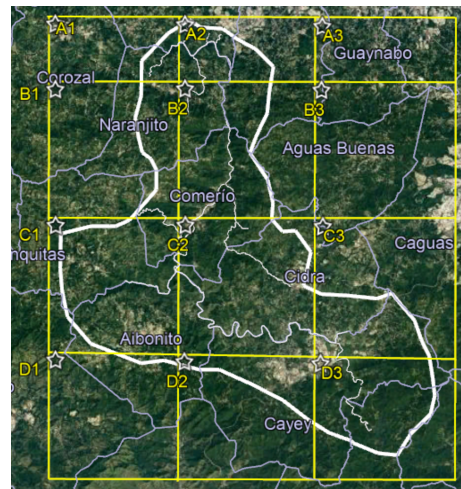 A1
A2
A3
Guaynabo
Corozal
B1
B2
B3
Naranjito
Aguas Buenas
Comerío
C1
C2
C3
Caguas
nquitas
Cidra
Aibonito
D1
D2
D3
Cayey